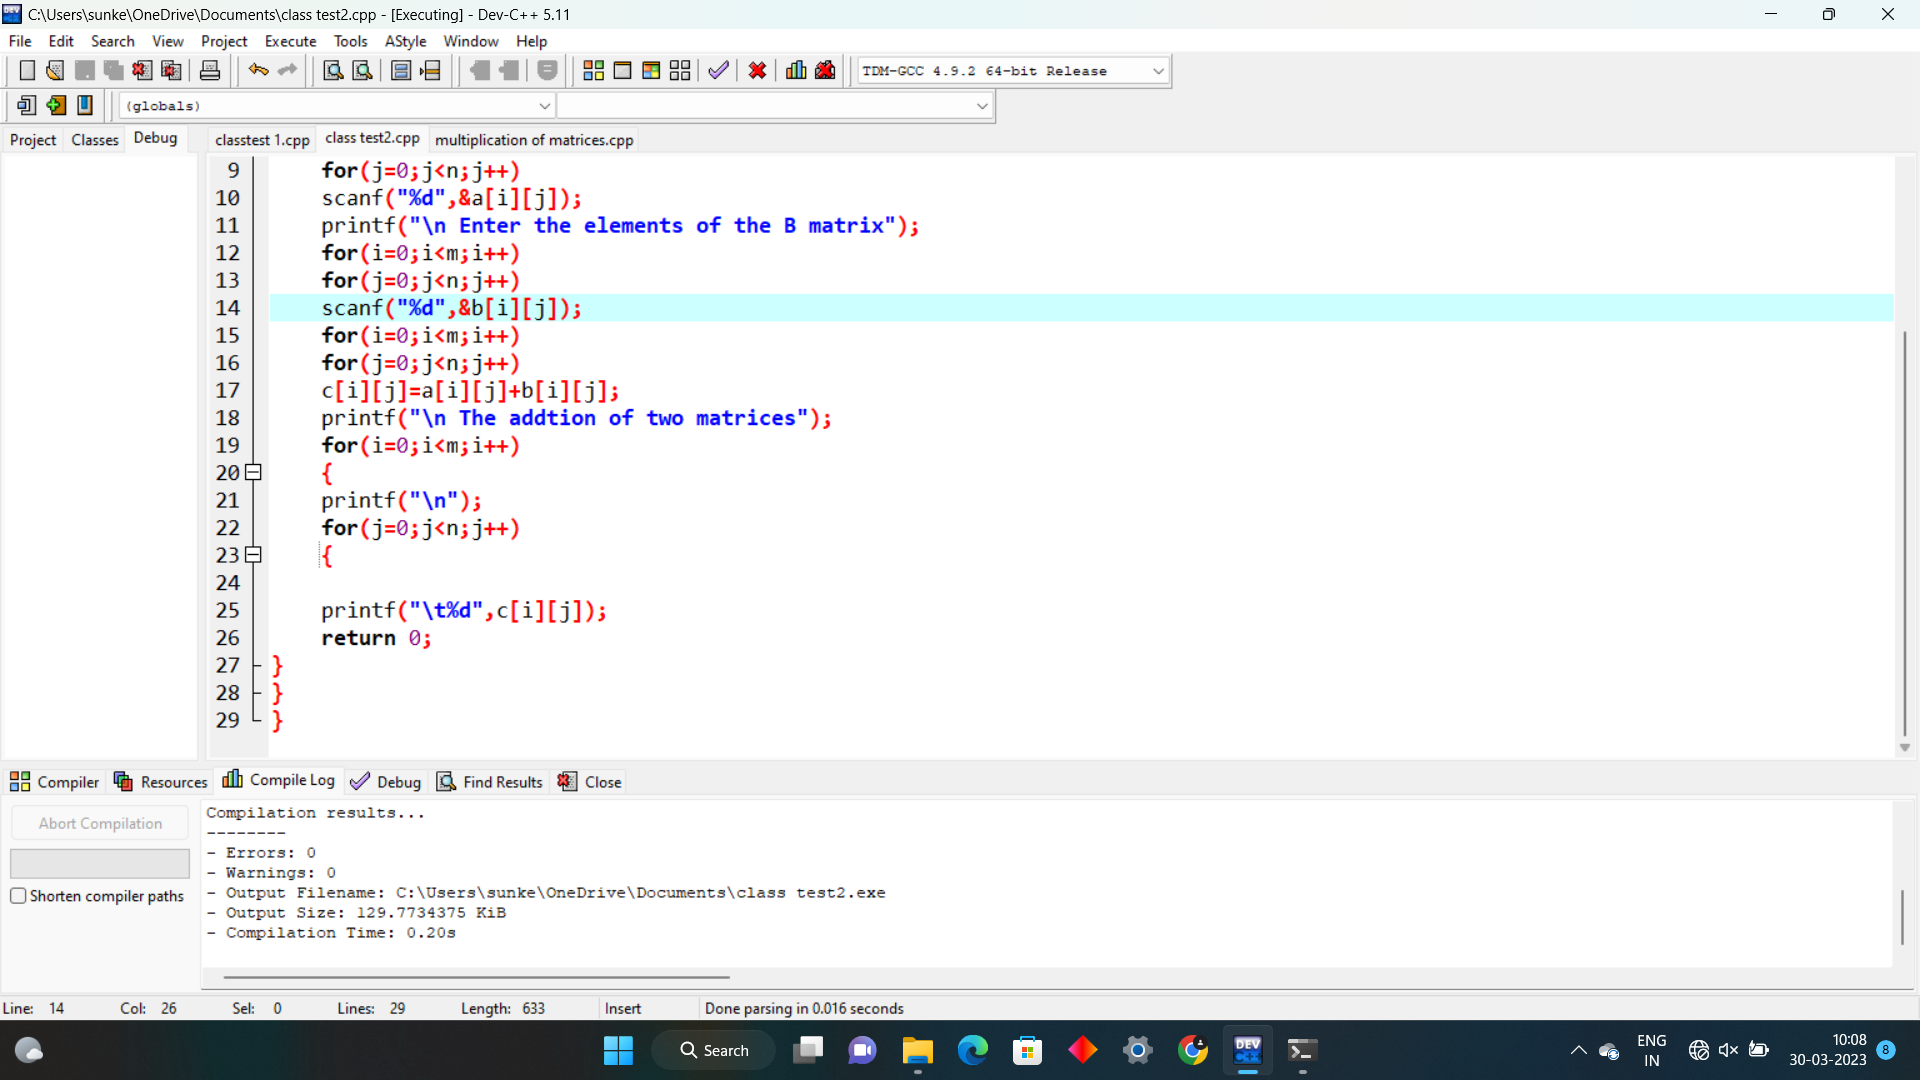 C:\Users\sunke\OneDrive\Documents\class test2.cpp - [Executing] - Dev-C++ 5.11
File Edit Search View Project Execute Tools AStyle Window Help
TDM-GCC 4.9.2 64-bit Release
(globals)
Project Classes Debug classtest 1.cpp class test2.cpp multiplication of matrices.cpp
9 for(j=0;j<n;j++)
10 scanf("%d",&a[i][j]);
11 printf("\n Enter the elements of the B matrix");
12 for(i=0;i<m;i++)
13 for(j=0;j<n;j++)
14 scanf("%d",&b[i][j]);
15 for(i=0;i<m;i++)
16 for(j=0;j<n;j++)
17 c[i][j]=a[i][j]+b[i][j];
18 printf("\n The addtion of two matrices");
19 for(i=0;i<m;i++)
20 {
21 printf("\n");
22 for(j=0;j<n;j++)
23 {
24
25 printf("\t%d",c[i][j]);
26 return 0;
27 }
28 }
29 }
Compiler Resources Compile Log Debug Find Results Close
Abort Compilation
Shorten compiler paths
Compilation results...
--------
- Errors: 0
- Warnings: 0
- Output Filename: C:\Users\sunke\OneDrive\Documents\class test2.exe
- Output Size: 129.7734375 KiB
- Compilation Time: 0.20s
Line: 14 Col: 26 Sel: 0 Lines: 29 Length: 633 Insert Done parsing in 0.016 seconds
Search
DEV C++
ENG
IN
10:08
30-03-2023
8